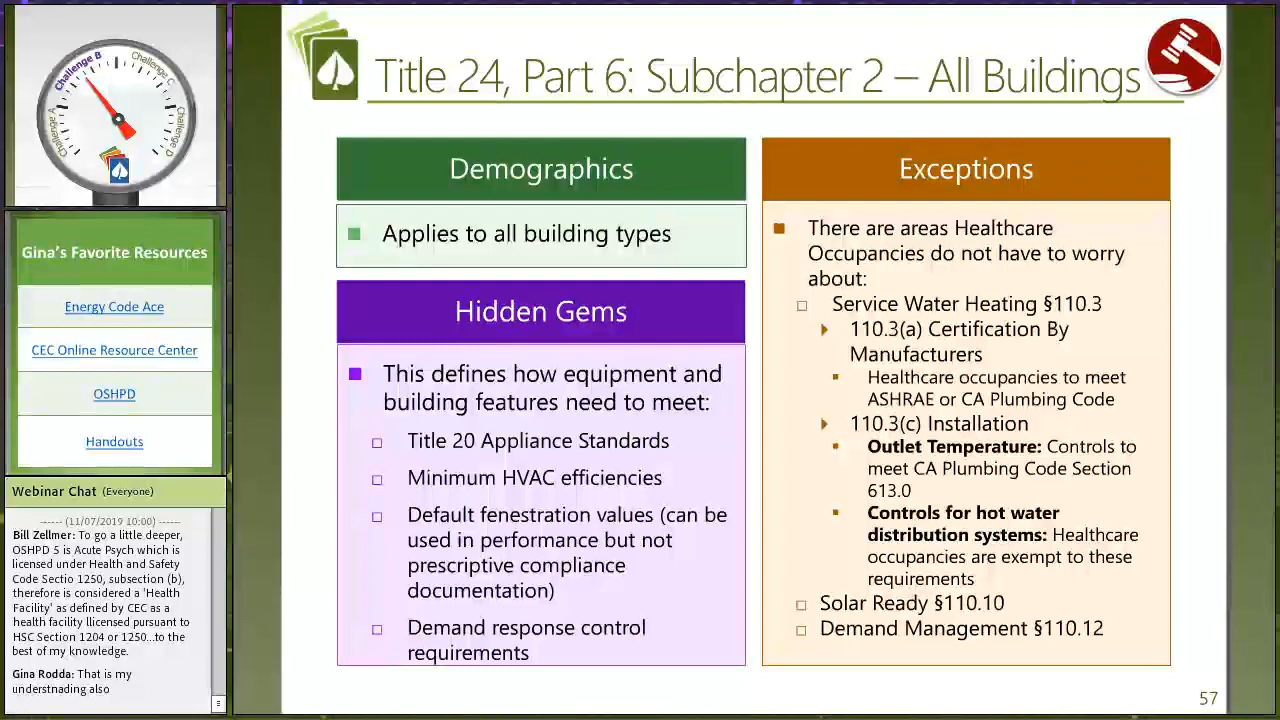 Challenge A
Challenge B
Challenge C
Challenge D
Gina's Favorite Resources
Energy Code Ace
CEC Online Resource Center
OSHPD
Handouts
Webinar Chat (Everyone)
------ (11/07/2019 10:00) ------
Bill Zellmer: To go a little deeper,
OSHPD 5 is Acute Psych which is
licensed under Health and Safety
Code Sectio 1250, subsection (b),
therefore is considered a 'Health
Facility' as defined by CEC as a
health facility llicensed pursuant to
HSC Section 1204 or 1250...to the
best of my knowledge.
Gina Rodda: That is my
understnading also
Title 24, Part 6: Subchapter 2 – All Buildings
Demographics
Applies to all building types
Hidden Gems
This defines how equipment and
building features need to meet:
Title 20 Appliance Standards
Minimum HVAC efficiencies
Default fenestration values (can be
used in performance but not
prescriptive compliance
documentation)
Demand response control
requirements
Exceptions
There are areas Healthcare
Occupancies do not have to worry
about:
Service Water Heating §110.3
110.3(a) Certification By
Manufacturers
Healthcare occupancies to meet
ASHRAE or CA Plumbing Code
110.3(c) Installation
Outlet Temperature: Controls to
meet CA Plumbing Code Section
613.0
Controls for hot water
distribution systems: Healthcare
occupancies are exempt to these
requirements
Solar Ready §110.10
Demand Management §110.12
57